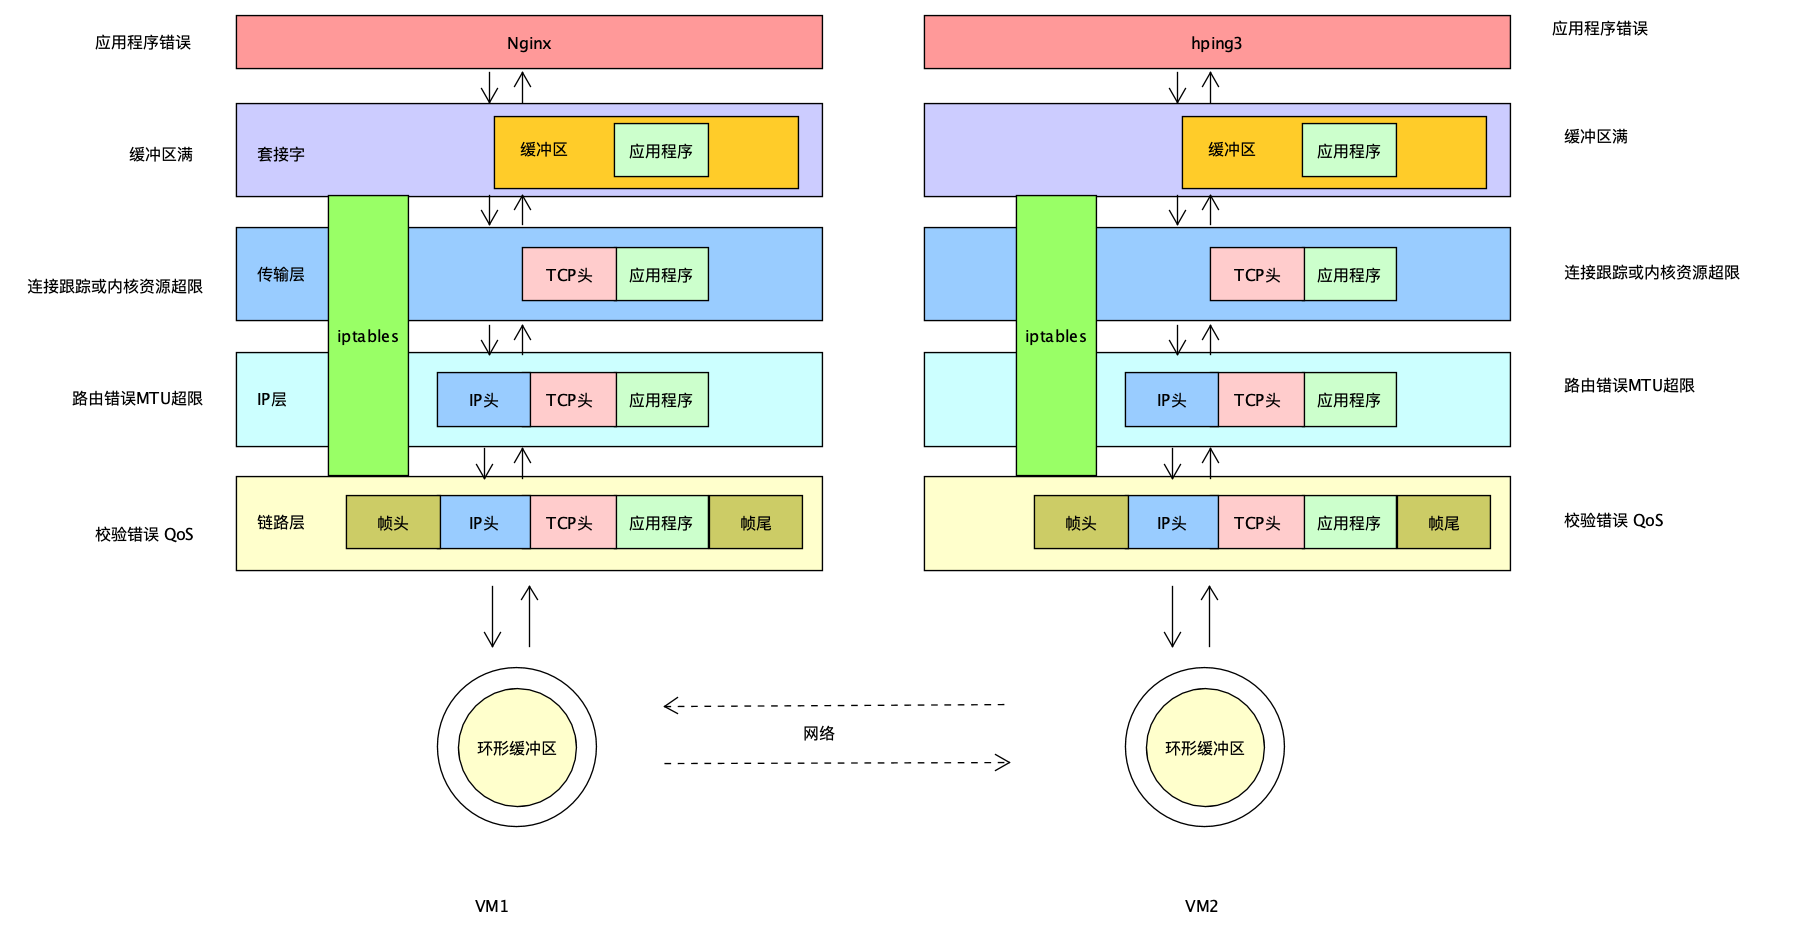 应用程序错误
Nginx
hping3
应用程序错误
缓冲区满
套接字
缓冲区
应用程序
缓冲区
应用程序
缓冲区满
连接跟踪或内核资源超限
传输层
TCP头
应用程序
TCP头
应用程序
连接跟踪或内核资源超限
iptables
iptables
路由错误MTU超限
IP层
IP头
TCP头
应用程序
IP头
TCP头
应用程序
路由错误MTU超限
校验错误 QoS
链路层
帧头
IP头
TCP头
应用程序
帧尾
帧头
IP头
TCP头
应用程序
帧尾
校验错误 QoS
环形缓冲区
网络
环形缓冲区
VM1
VM2